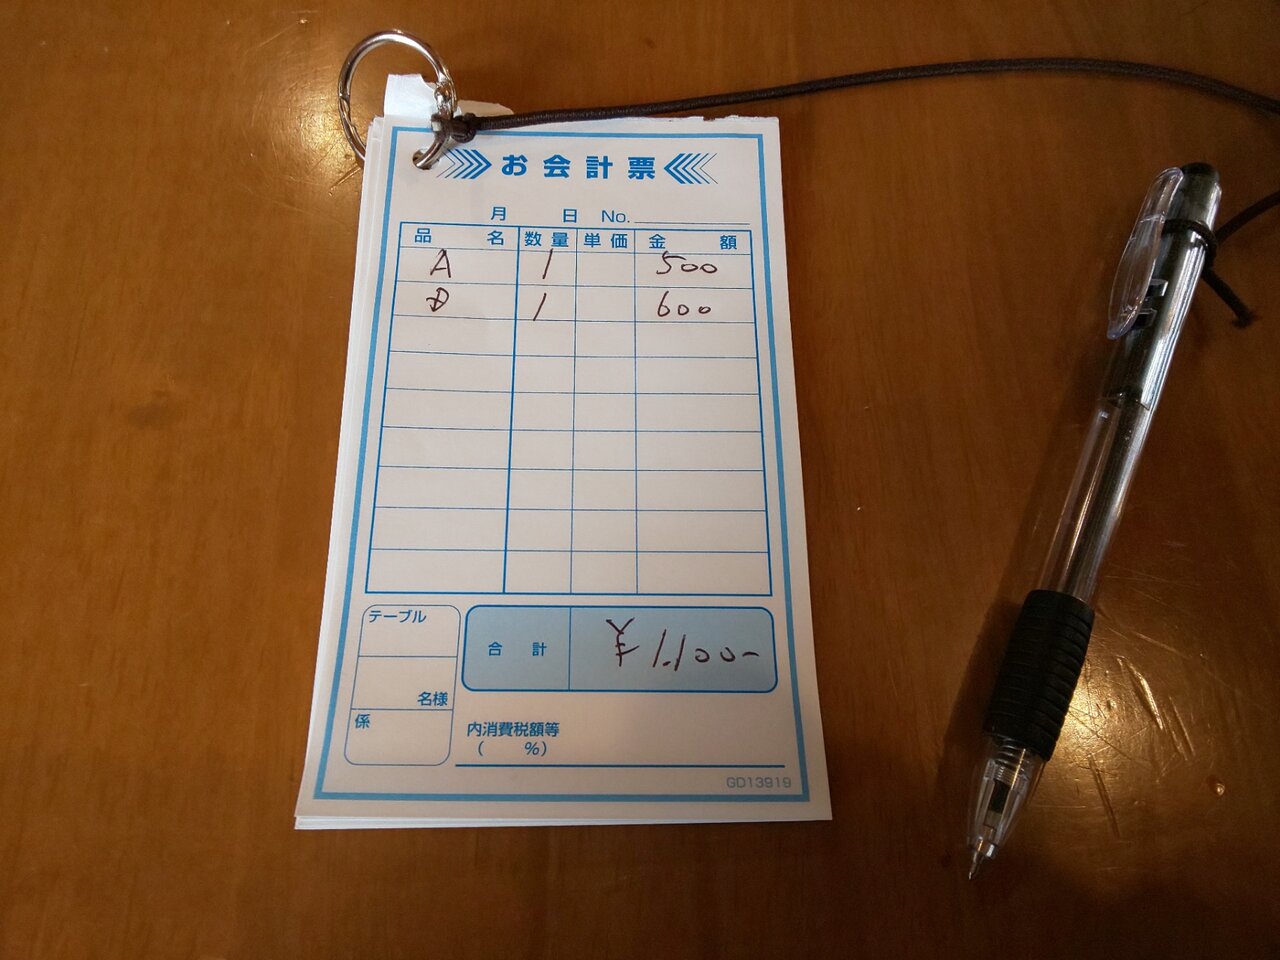 お会計票
月 日 No.
品名 数量 単価 金額
A 1 500
D 1 600
テーブル
名様
係
合計 ¥1,100-
内消費税額等
( %)
GD13919